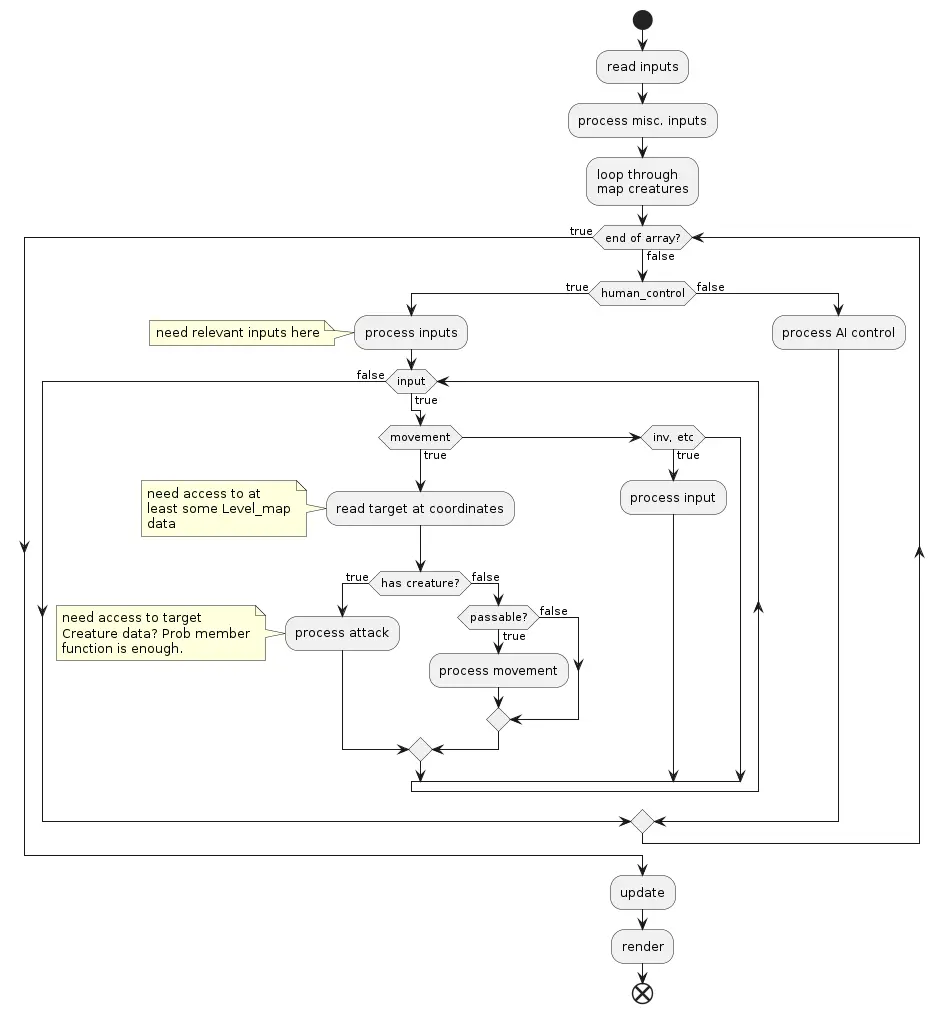 read inputs
process misc. inputs
loop through
map creatures
true
end of array?
false
true
human_control
false
need relevant inputs here
process inputs
process AI control
false
input
true
movement
true
inv, etc
true
need access to at
least some Level_map
data
read target at coordinates
process input
true
has creature?
false
need access to target
Creature data? Prob member
function is enough.
process attack
passable?
false
true
process movement
update
render